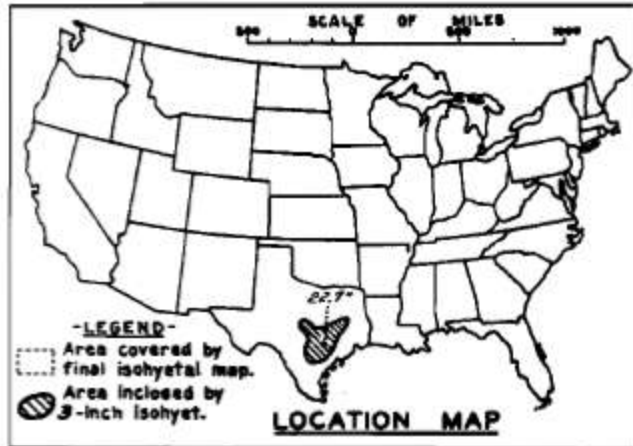 SCALE OF MILES
500 0 500 1000
22.7"
-LEGEND-
Area covered by
final isohyetal map.
Area inclosed by
3-inch isohyet.
LOCATION MAP